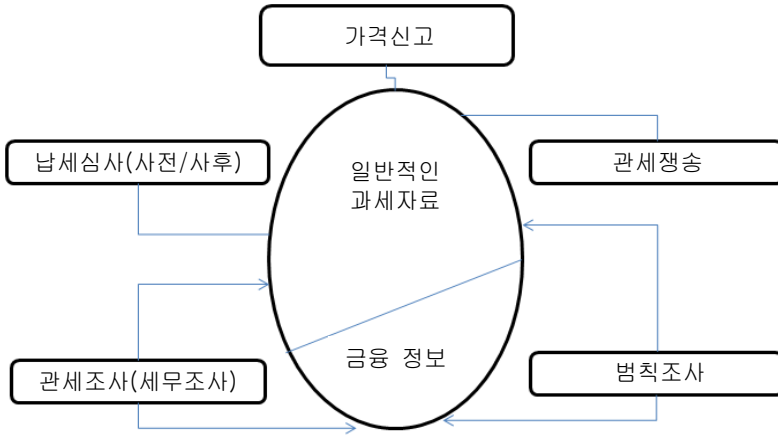 가격신고
납세심사(사전/사후)
관세쟁송
일반적인
과세자료
금융 정보
관세조사(세무조사)
범칙조사